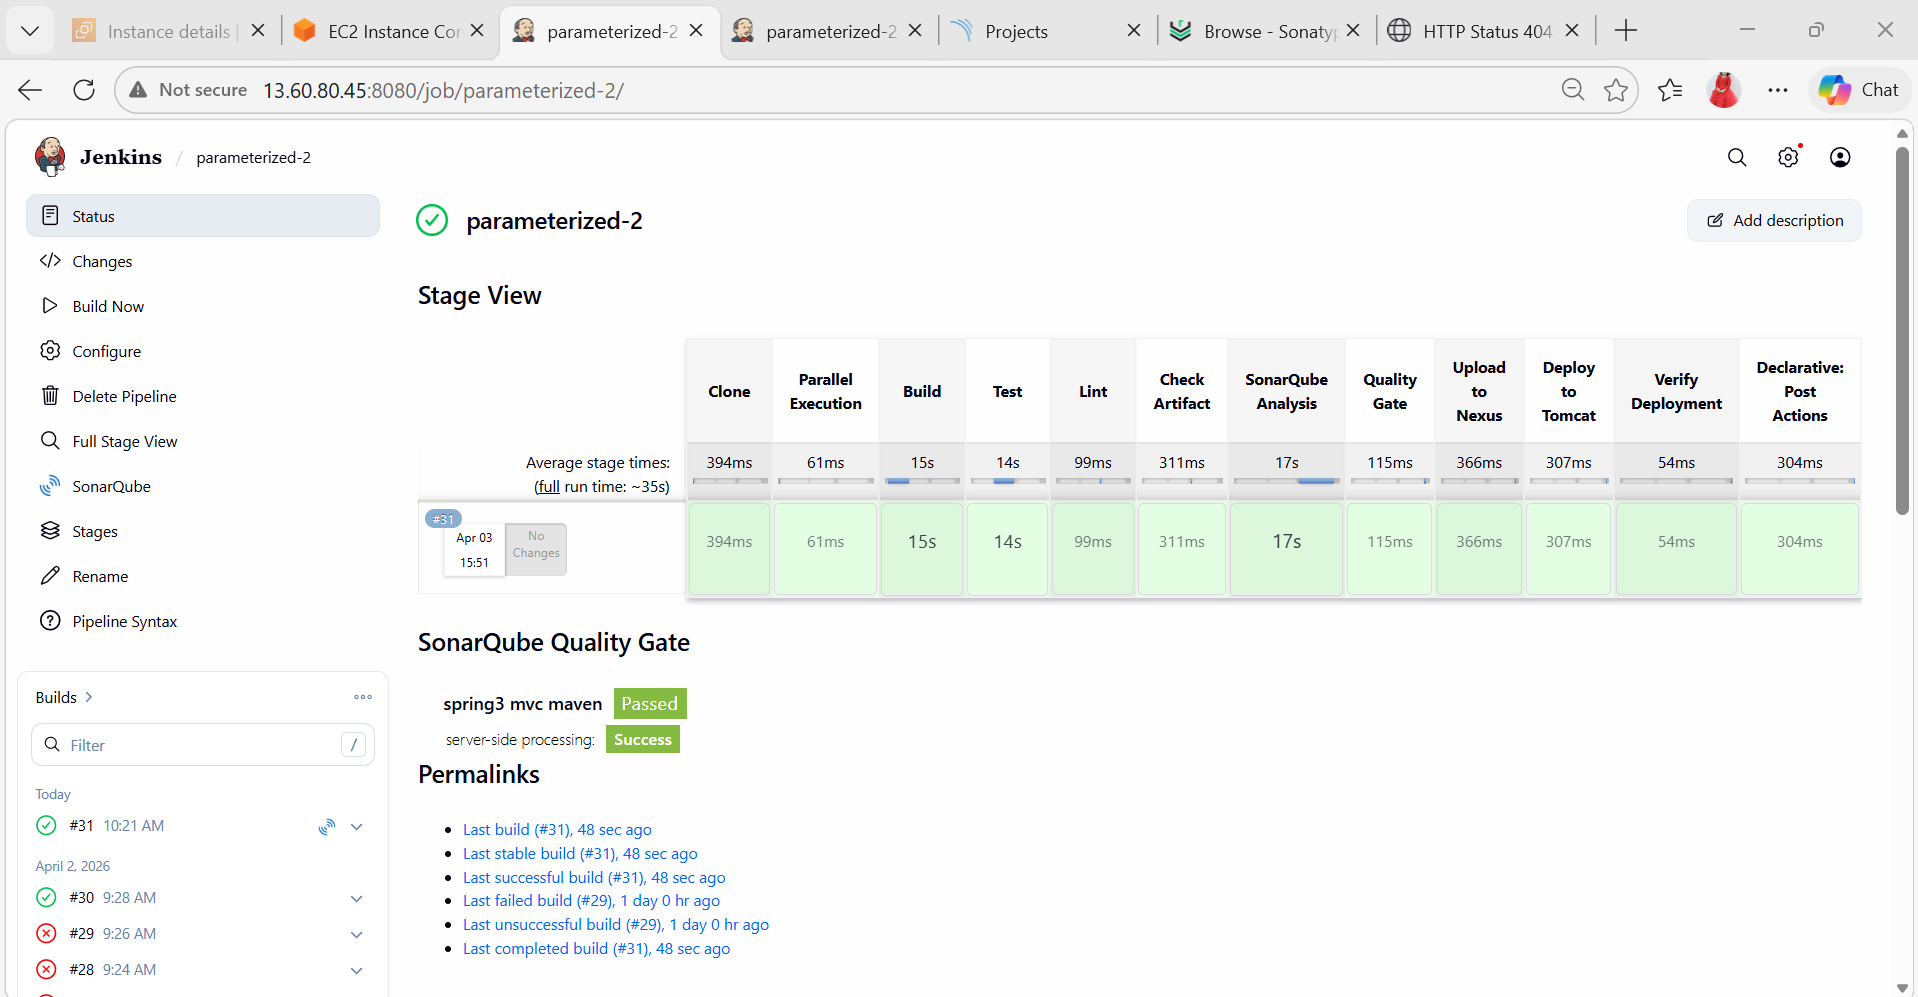 Instance details
EC2 Instance Con
parameterized-2
parameterized-2
Projects
Browse - Sonatyp
HTTP Status 404
Not secure 13.60.80.45:8080/job/parameterized-2/
Chat
Jenkins / parameterized-2
Status
Changes
Build Now
Configure
Delete Pipeline
Full Stage View
SonarQube
Stages
Rename
Pipeline Syntax
Builds
Filter /
Today
#31 10:21 AM
April 2, 2026
#30 9:28 AM
#29 9:26 AM
#28 9:24 AM
parameterized-2
Add description
Stage View
Clone
Parallel
Execution
Build
Test
Lint
Check
Artifact
SonarQube
Analysis
Quality
Gate
Upload
to
Nexus
Deploy
to
Tomcat
Verify
Deployment
Declarative:
Post
Actions
Average stage times: 394ms 61ms 15s 14s 99ms 311ms 17s 115ms 366ms 307ms 54ms 304ms
(full run time: ~35s)
#31
Apr 03
15:51
No
Changes
394ms 61ms 15s 14s 99ms 311ms 17s 115ms 366ms 307ms 54ms 304ms
SonarQube Quality Gate
spring3 mvc maven Passed
server-side processing: Success
Permalinks
Last build (#31), 48 sec ago
Last stable build (#31), 48 sec ago
Last successful build (#31), 48 sec ago
Last failed build (#29), 1 day 0 hr ago
Last unsuccessful build (#29), 1 day 0 hr ago
Last completed build (#31), 48 sec ago